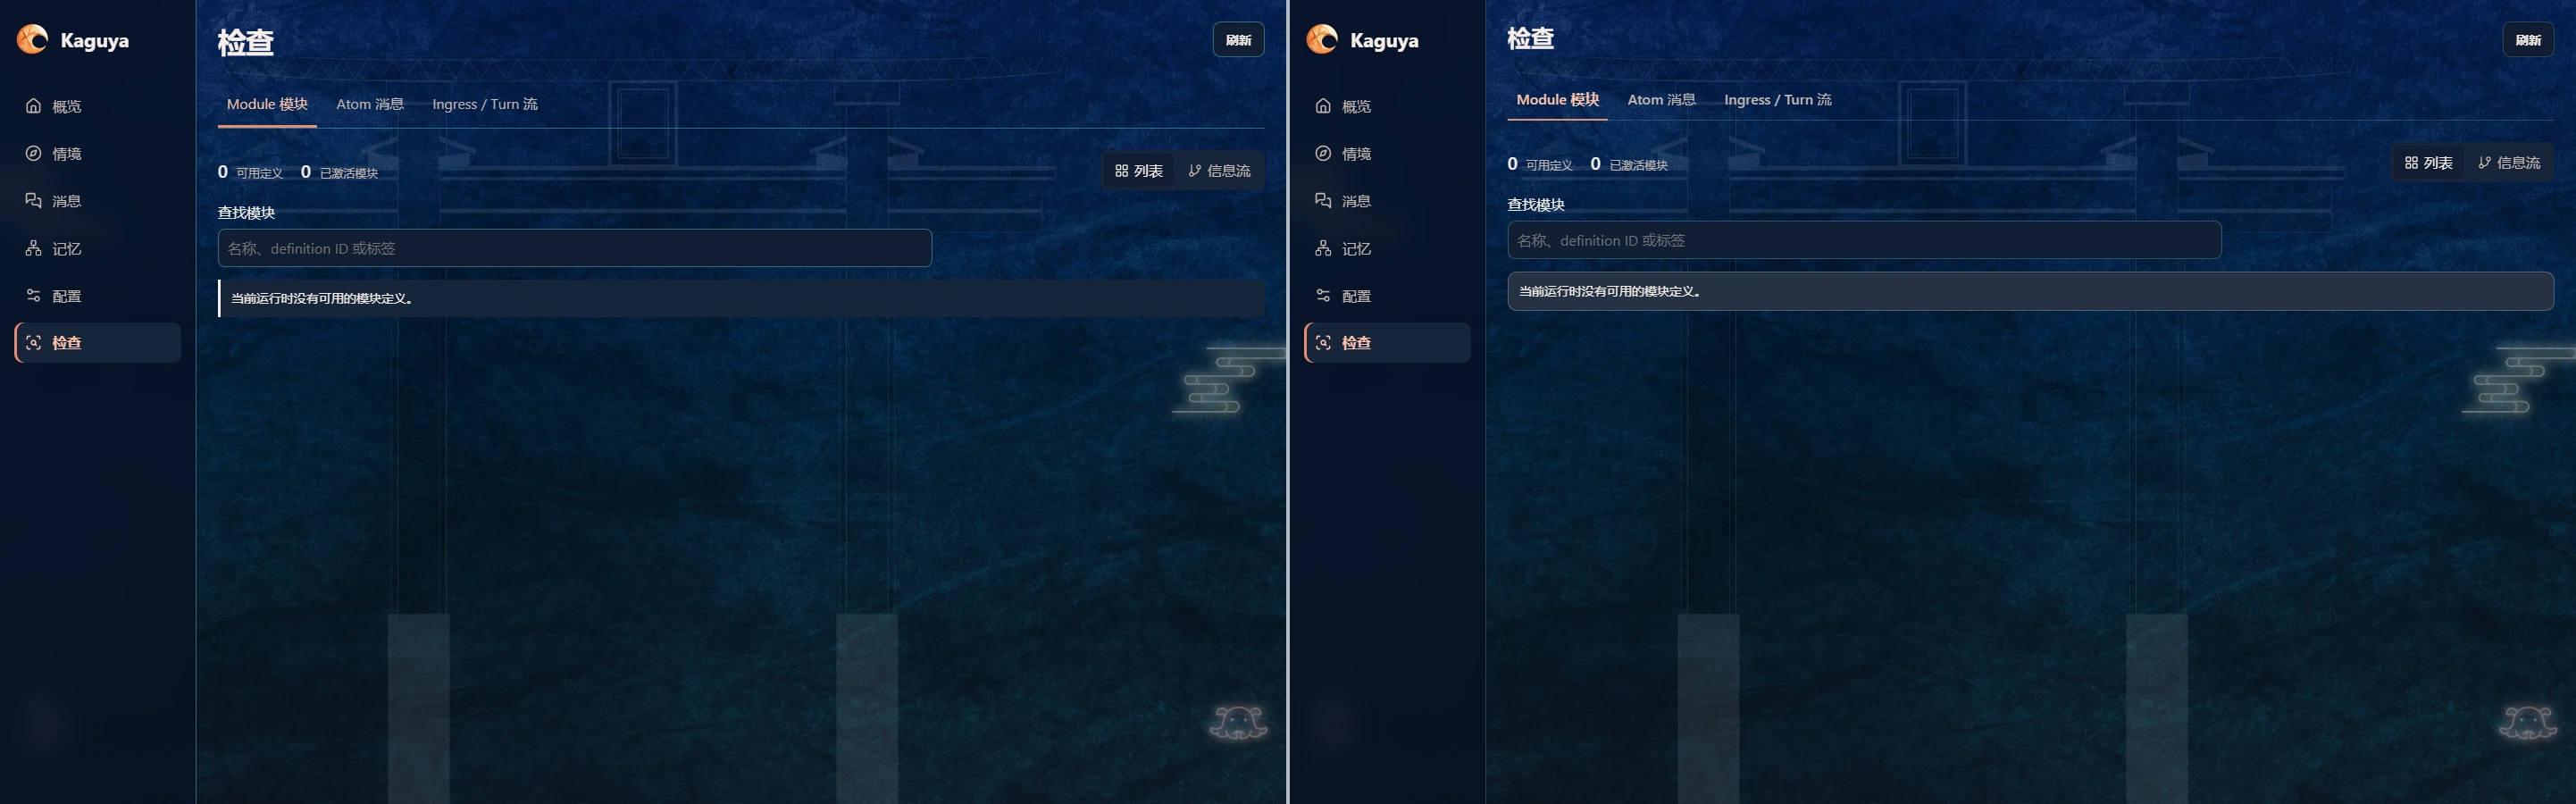 Kaguya
概览
情境
消息
记忆
配置
检查
检查
刷新
Module 模块 Atom 消息 Ingress / Turn 流
0 可用定义 0 已激活模块 列表 信息流
查找模块
名称、definition ID 或标签
当前运行时没有可用的模块定义。
Kaguya
概览
情境
消息
记忆
配置
检查
检查
刷新
Module 模块 Atom 消息 Ingress / Turn 流
0 可用定义 0 已激活模块 列表 信息流
查找模块
名称、definition ID 或标签
当前运行时没有可用的模块定义。